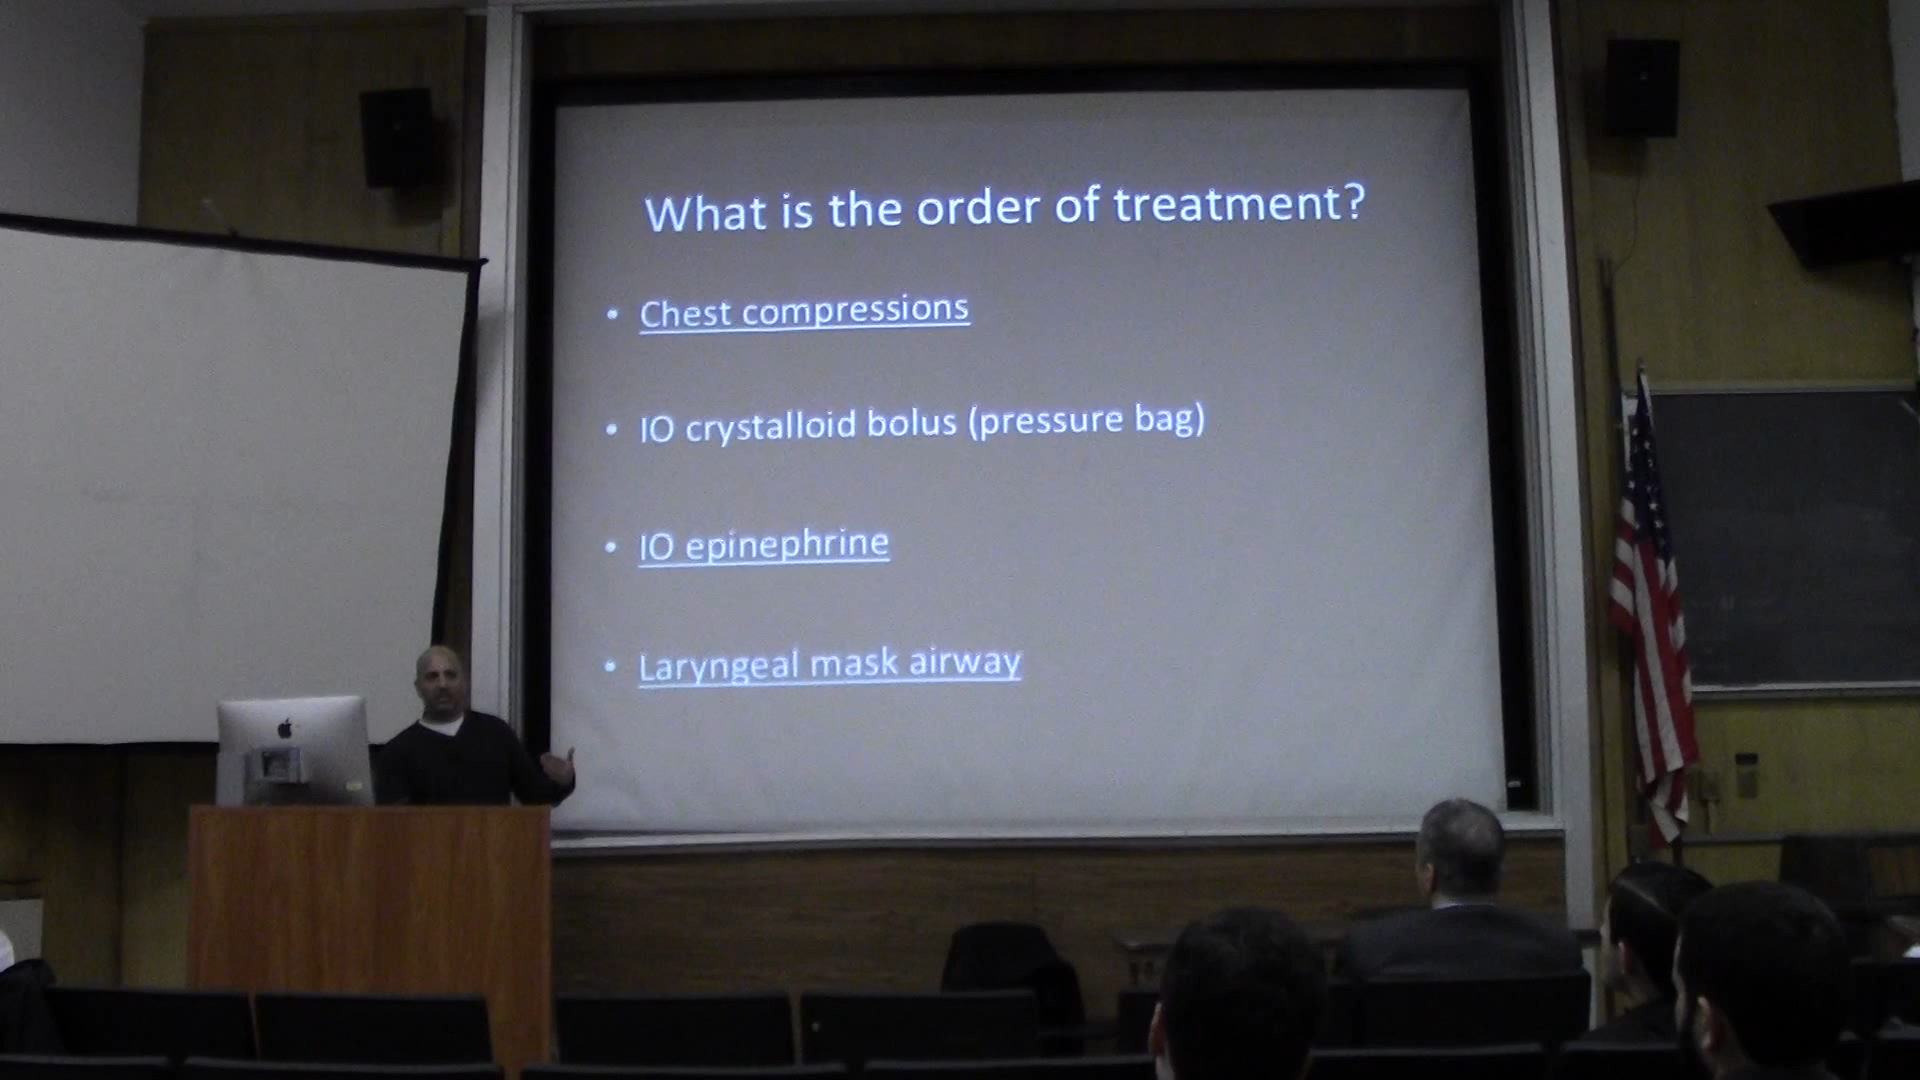 What is the order of treatment?
• Chest compressions
• IO crystalloid bolus (pressure bag)
• IO epinephrine
• Laryngeal mask airway